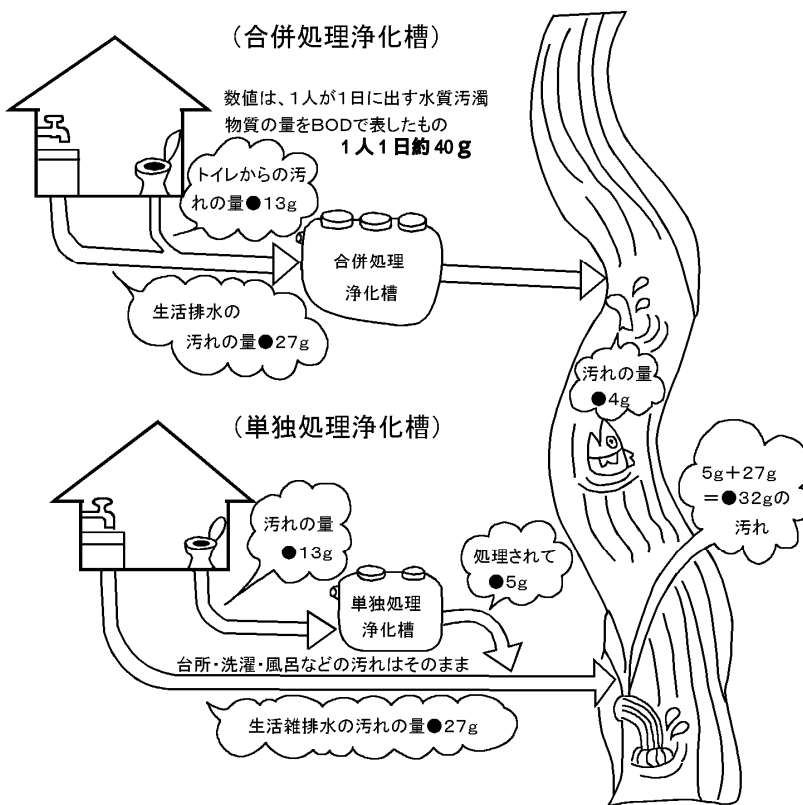 (合併処理浄化槽)
数値は、1人が1日に出す水質汚濁
物質の量をBODで表したもの
1人1日約40g
トイレからの汚
れの量●13g
合併処理
浄化槽
生活排水の
汚れの量●27g
汚れの量
●4g
(単独処理浄化槽)
汚れの量
●13g
単独処理
浄化槽
処理されて
●5g
5g+27g
=●32gの
汚れ
台所・洗濯・風呂などの汚れはそのまま
生活雑排水の汚れの量●27g